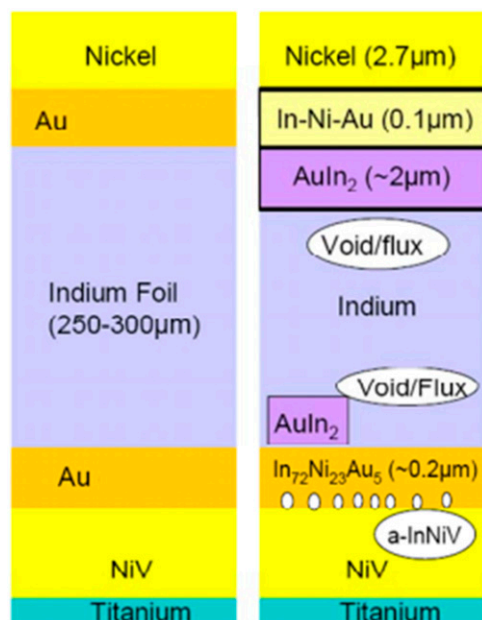 Nickel
Au
Indium Foil
(250-300µm)
Au
NiV
Titanium
Nickel (2.7µm)
In-Ni-Au (0.1µm)
AuIn₂ (~2µm)
Void/flux
Indium
Void/Flux
AuIn₂
In₇₂Ni₂₃Au₅ (~0.2µm)
a-InNiV
NiV
Titanium